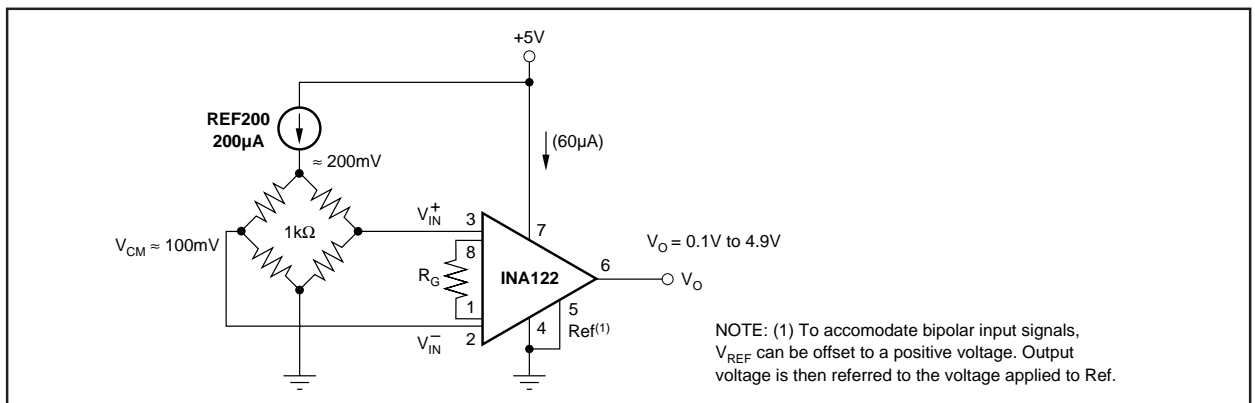 +5V
REF200
200µA
(60µA)
≈ 200mV
V+IN
3
7
1kΩ
VCM ≈ 100mV
8
VO = 0.1V to 4.9V
RG
INA122
6
VO
1
5
Ref(1)
4
2
V–IN
NOTE: (1) To accomodate bipolar input signals,
VREF can be offset to a positive voltage. Output
voltage is then referred to the voltage applied to Ref.